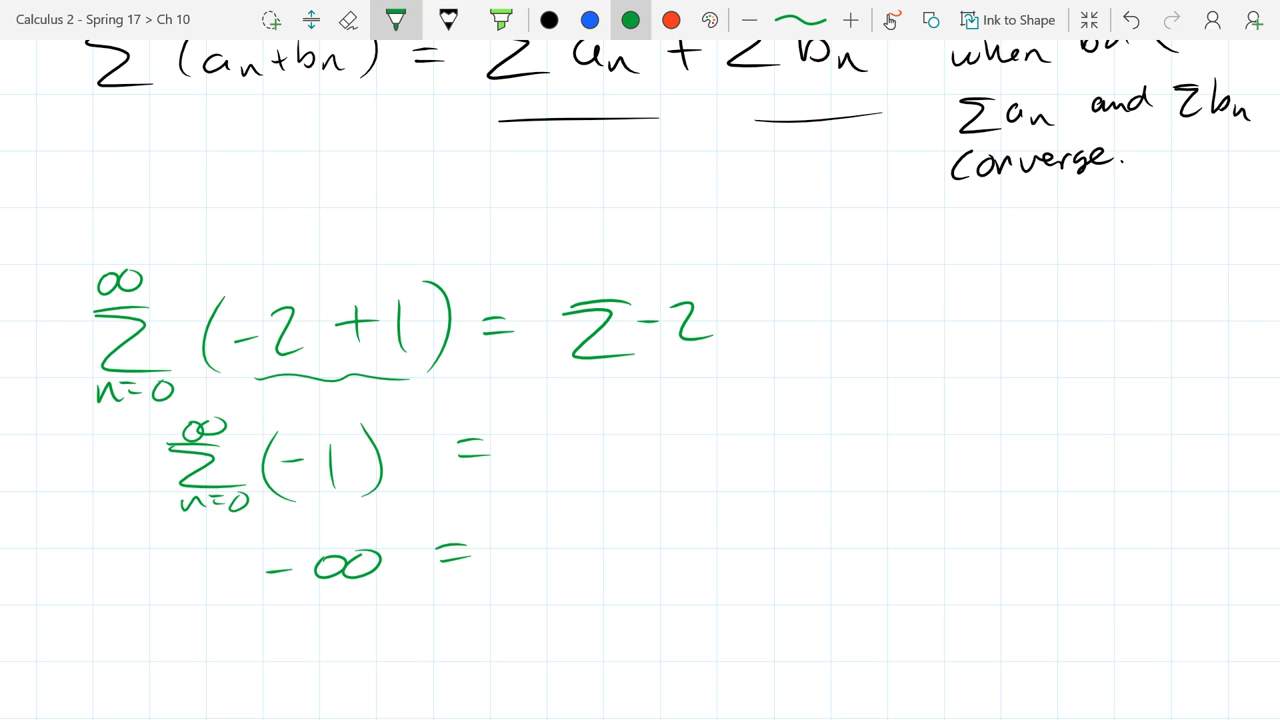 Calculus 2 - Spring 17 > Ch 10
Ink to Shape
∑ (an+bn) = ∑ an + ∑ bn
when
∑an and ∑bn
converge.
∞
∑ (-2 +1) = ∑ -2
n=0
∞
∑ (-1) =
n=0
-∞ =